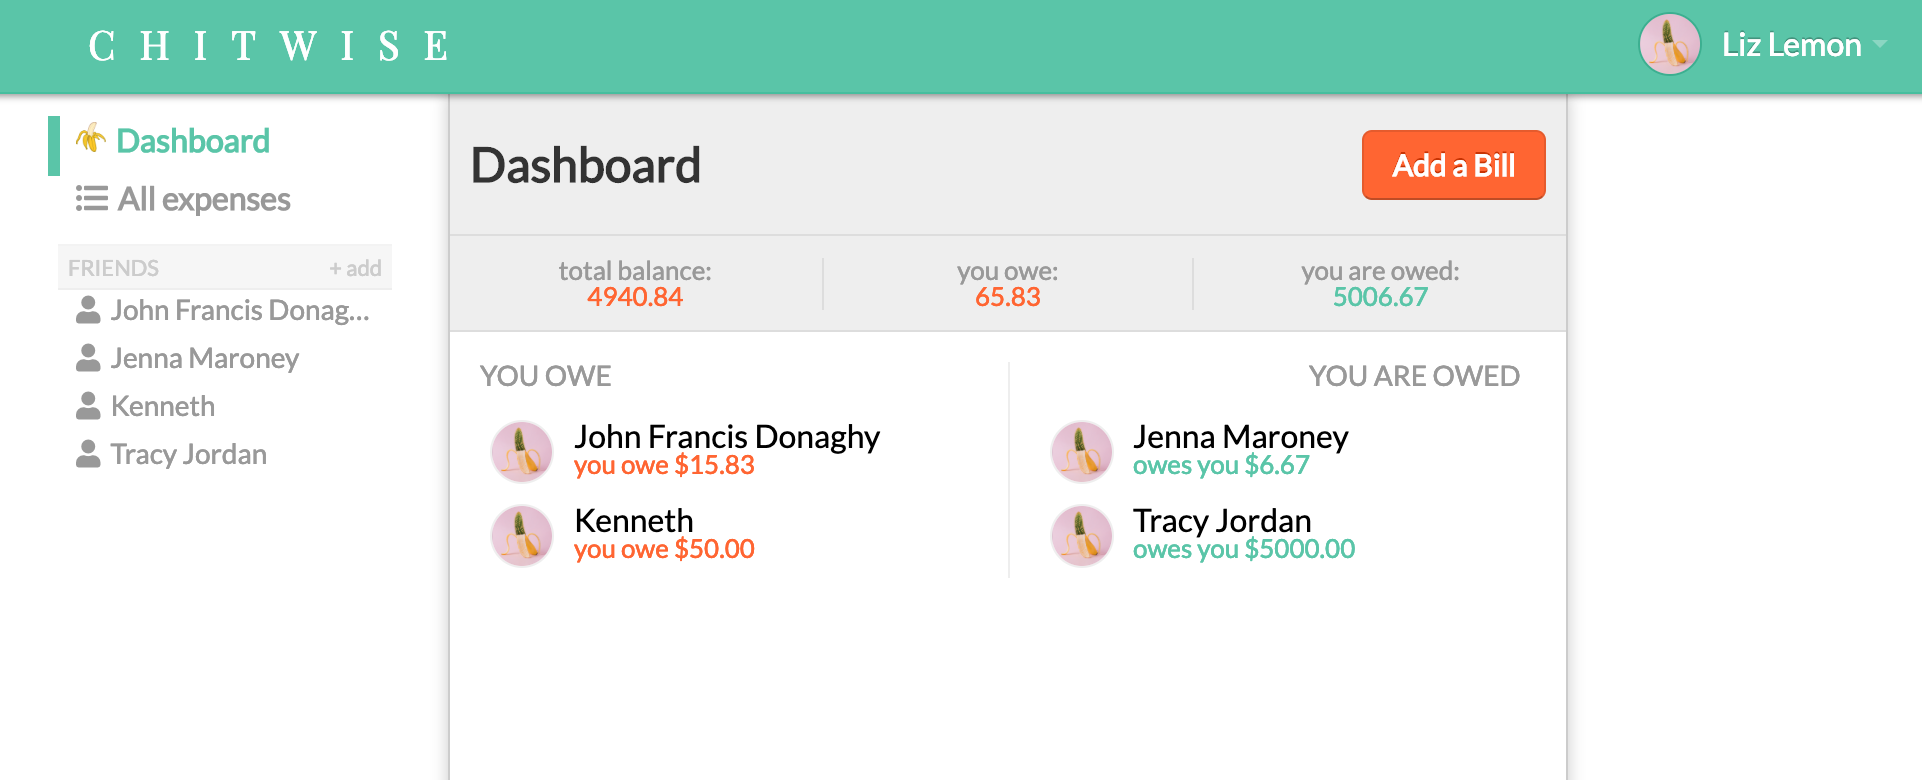 CHITWISE
Liz Lemon
Dashboard
All expenses
FRIENDS + add
John Francis Donag...
Jenna Maroney
Kenneth
Tracy Jordan
Dashboard
Add a Bill
total balance:
4940.84
you owe:
65.83
you are owed:
5006.67
YOU OWE
John Francis Donaghy
you owe $15.83
Kenneth
you owe $50.00
YOU ARE OWED
Jenna Maroney
owes you $6.67
Tracy Jordan
owes you $5000.00